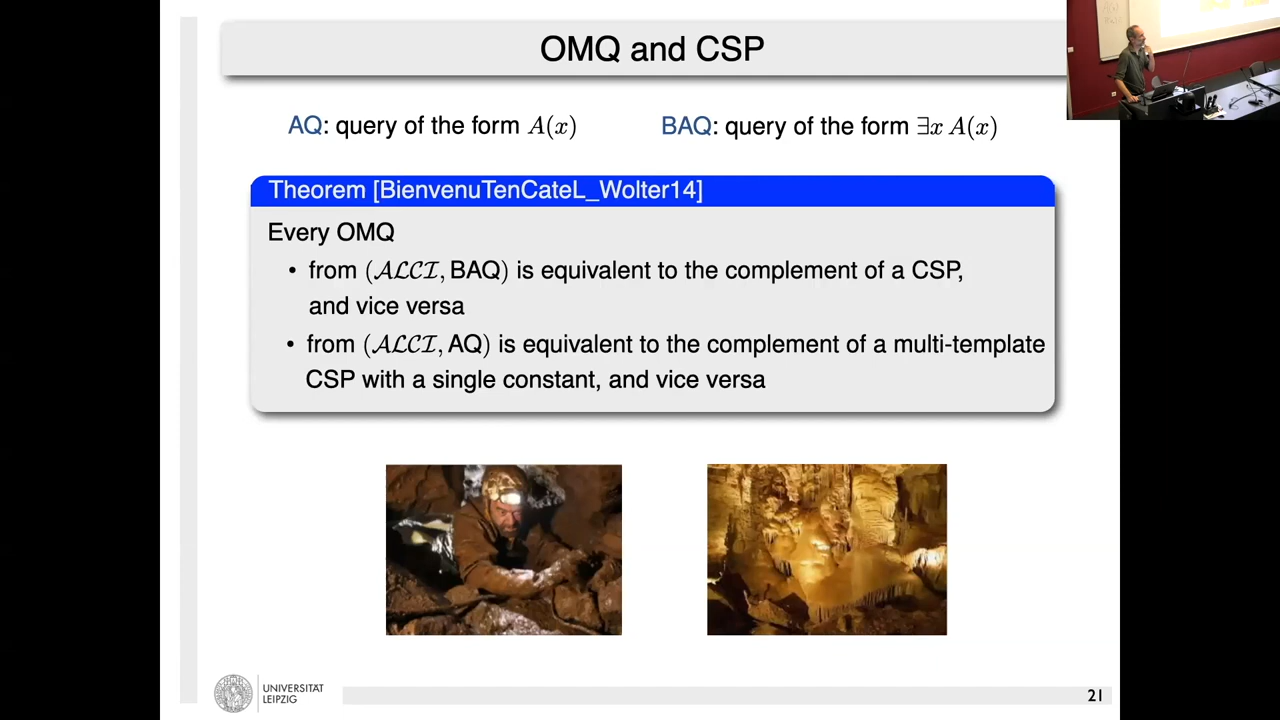 OMQ and CSP
AQ: query of the form A(x)
BAQ: query of the form ∃x A(x)
Theorem [BienvenuTenCateL_Wolter14]
Every OMQ
• from (𝒜ℒ𝒞ℐ, BAQ) is equivalent to the complement of a CSP,
and vice versa
• from (𝒜ℒ𝒞ℐ, AQ) is equivalent to the complement of a multi-template
CSP with a single constant, and vice versa
UNIVERSITÄT
LEIPZIG
21